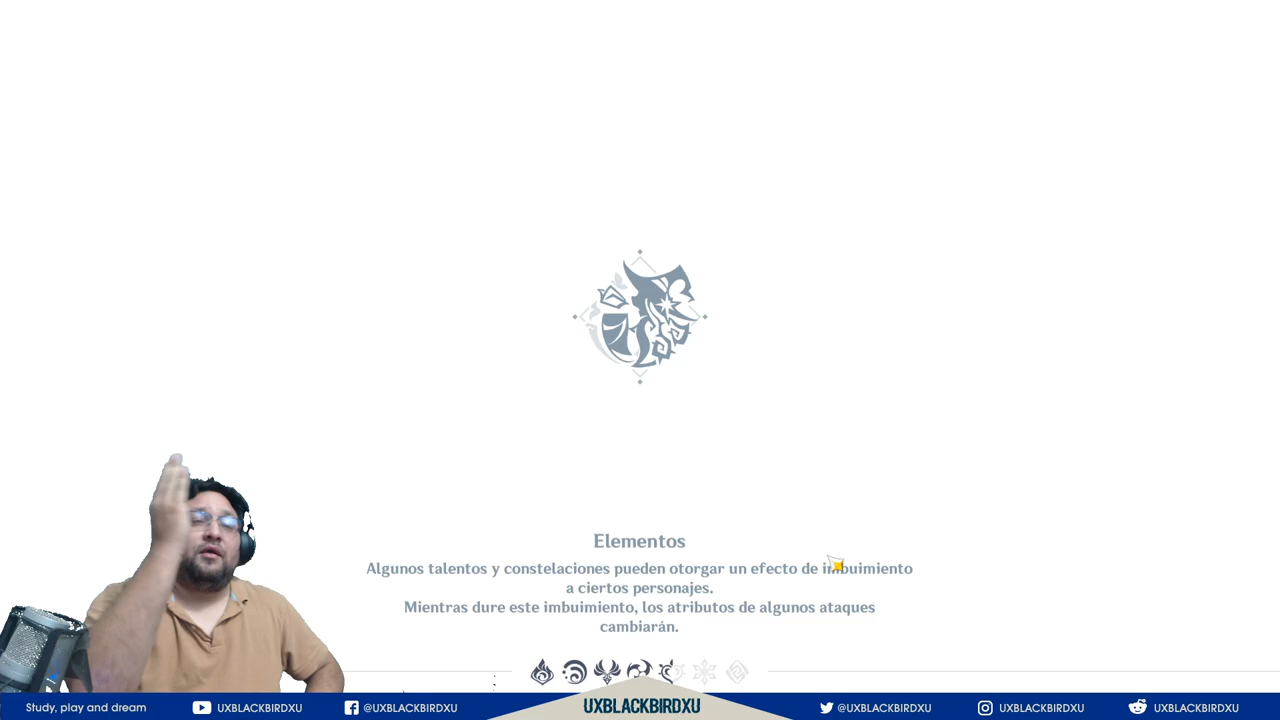 Elementos
Algunos talentos y constelaciones pueden otorgar un efecto de imbuimiento
a ciertos personajes.
Mientras dure este imbuimiento, los atributos de algunos ataques
cambiarán.
Study, play and dream
UXBLACKBIRDXU
@UXBLACKBIRDXU
UXBLACKBIRDXU
@UXBLACKBIRDXU
UXBLACKBIRDXU
UXBLACKBIRDXU